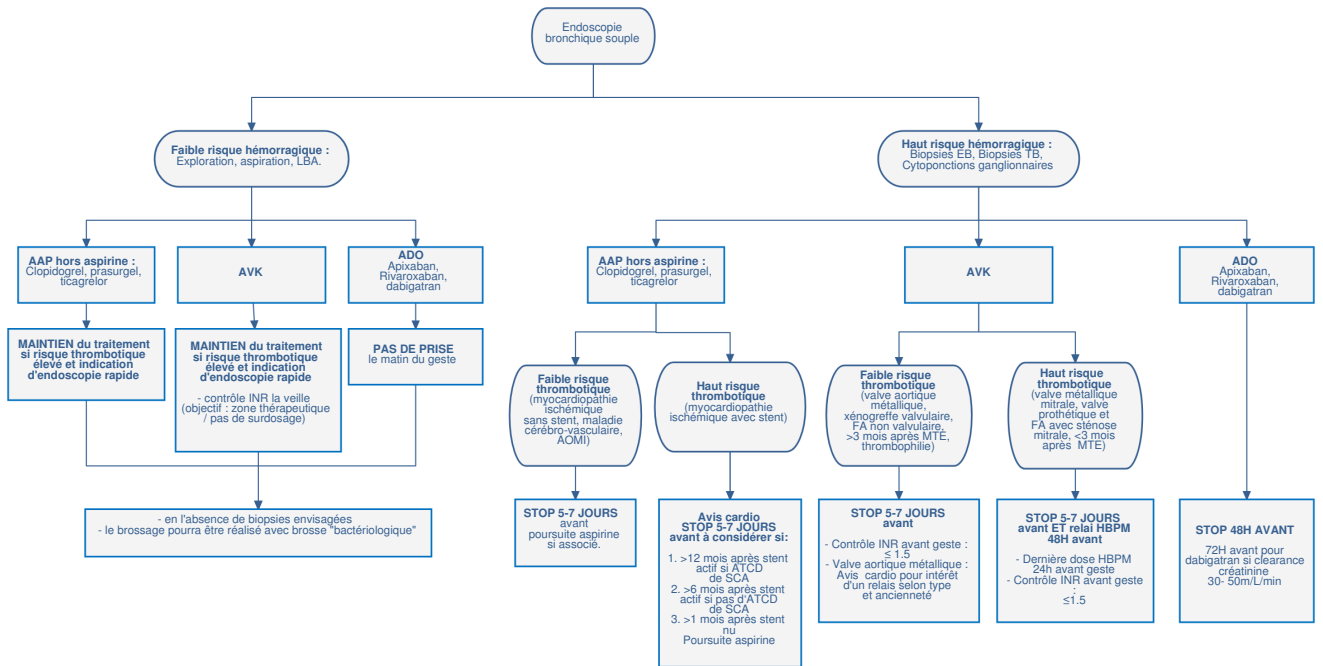 Endoscopie
bronchique souple
Faible risque hémorragique :
Exploration, aspiration, LBA.
Haut risque hémorragique :
Biopsies EB, Biopsies TB,
Cytoponctions ganglionnaires
AAP hors aspirine :
Clopidogrel, prasurgel,
ticagrelor
AVK
ADO
Apixaban,
Rivaroxaban,
dabigatran
AAP hors aspirine :
Clopidogrel, prasurgel,
ticagrelor
AVK
ADO
Apixaban,
Rivaroxaban,
dabigatran
MAINTIEN du traitement
si risque thrombotique
élevé et indication
d'endoscopie rapide
MAINTIEN du traitement
si risque thrombotique
élevé et indication
d'endoscopie rapide
- contrôle INR la veille
(objectif : zone thérapeutique
/ pas de surdosage)
PAS DE PRISE
le matin du geste
Faible risque
thrombotique
(myocardiopathie
ischémique
sans stent, maladie
cérébro-vasculaire,
AOMI)
Haut risque
thrombotique
(myocardiopathie
ischémique avec stent)
Faible risque
thrombotique
(valve aortique
métallique,
xénogreffe valvulaire,
FA non valvulaire,
>3 mois après MTE,
thrombophilie)
Haut risque
thrombotique
(valve métallique
mitrale, valve
prothétique et
FA avec sténose
mitrale, <3 mois
après MTE)
- en l'absence de biopsies envisagées
- le brossage pourra être réalisé avec brosse "bactériologique"
STOP 5-7 JOURS
avant
poursuite aspirine
si associé.
Avis cardio
STOP 5-7 JOURS
avant à considérer si:
1. >12 mois après stent
actif si ATCD
de SCA
2. >6 mois après stent
actif si pas d'ATCD
de SCA
3. >1 mois après stent
nu
Poursuite aspirine
STOP 5-7 JOURS
avant
- Contrôle INR avant geste :
≤ 1.5
- Valve aortique métallique :
Avis cardio pour intérêt
d'un relais selon type
et ancienneté
STOP 5-7 JOURS
avant ET relai HBPM
48H avant
- Dernière dose HBPM
24h avant geste
- Contrôle INR avant geste
:
≤1.5
STOP 48H AVANT
72H avant pour
dabigatran si clearance
créatinine
30- 50m/L/min